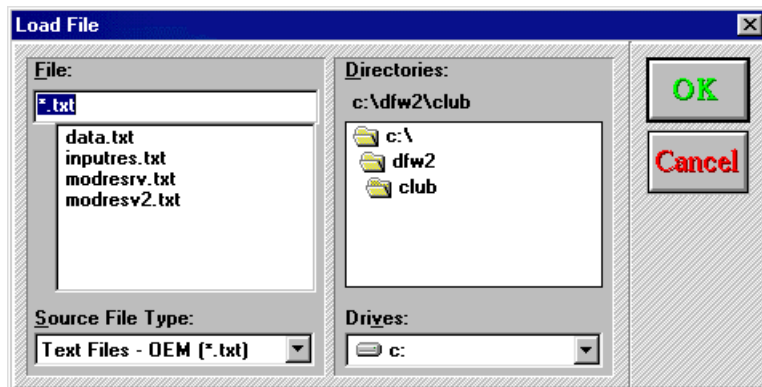 Load File
File:
*.txt
data.txt
inputres.txt
modresrv.txt
modresv2.txt
Source File Type:
Text Files - OEM (*.txt)
Directories:
c:\dfw2\club
c:\
dfw2
club
Drives:
c:
OK
Cancel